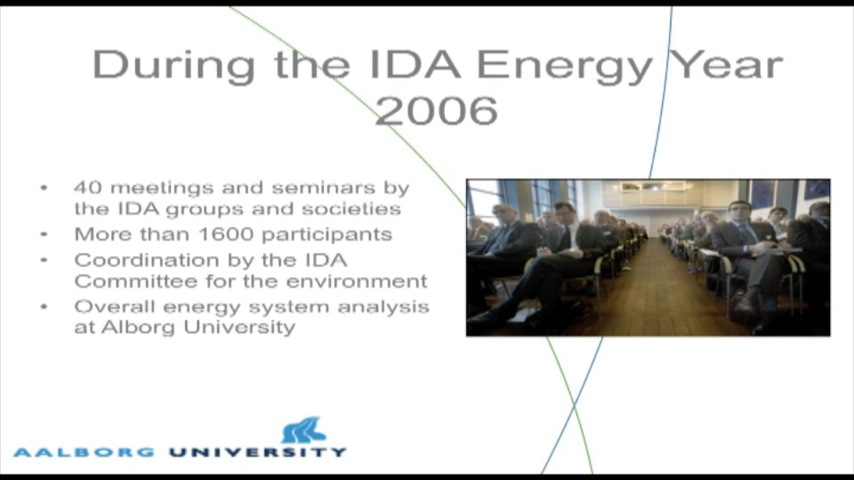 During the IDA Energy Year
2006
• 40 meetings and seminars by
the IDA groups and societies
• More than 1600 participants
• Coordination by the IDA
Committee for the environment
• Overall energy system analysis
at Alborg University
AALBORG UNIVERSITY